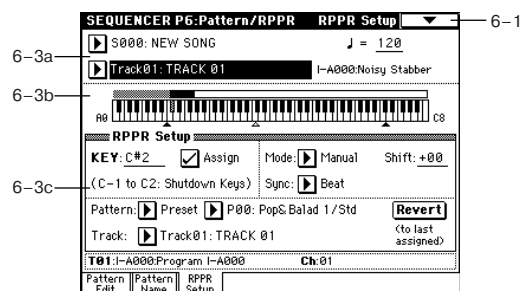 SEQUENCER P6:Pattern/RPPR RPPR Setup
6-1
S000: NEW SONG ♩ = 120
6-3a
Track01: TRACK 01 I-A000:Noisy Stabber
6-3b
A0 C8
RPPR Setup
KEY: C#2 Assign Mode: Manual Shift: +00
6-3c
(C-1 to C2: Shutdown Keys) Sync: Beat
Pattern: Preset P00: Pop&Balad 1/Std Revert
Track: Track01: TRACK 01 (to last
assigned)
T01:I-A000:Program I-A000 Ch:01
Pattern Pattern RPPR
Edit Name Setup